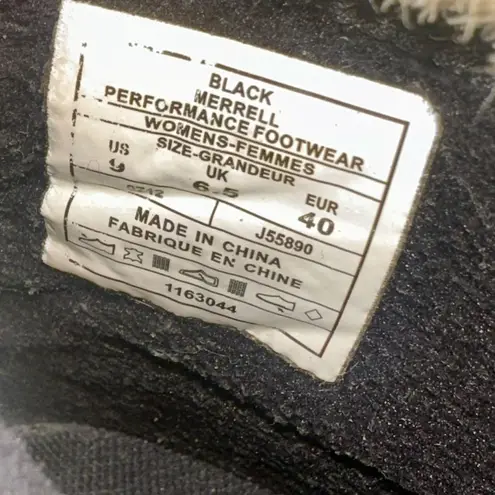 BLACK
MERRELL
PERFORMANCE FOOTWEAR
WOMENS-FEMMES
SIZE-GRANDEUR
US UK EUR
9 6.5 40
0712 J55890
MADE IN CHINA
FABRIQUE EN CHINE
1163044